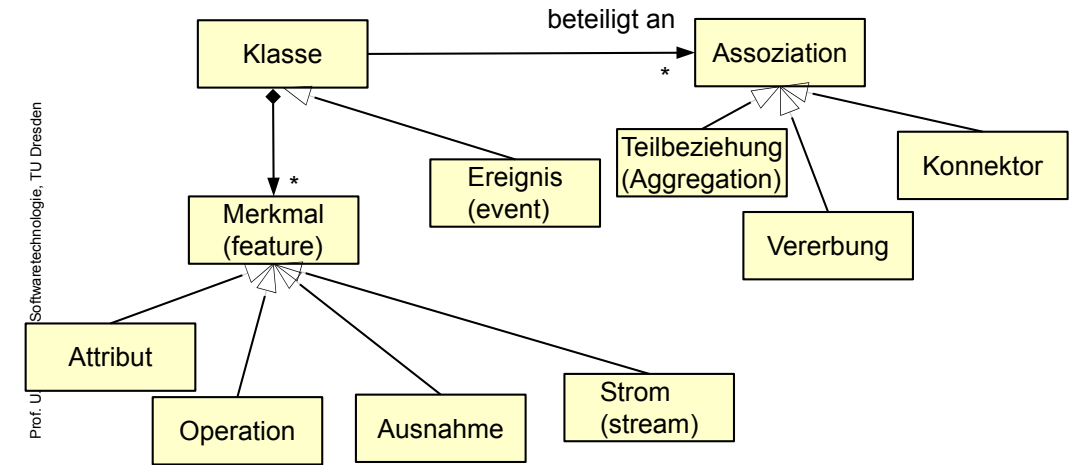 beteiligt an
Klasse
Assoziation
*
Teilbeziehung
(Aggregation)
Konnektor
Ereignis
(event)
*
Merkmal
(feature)
Vererbung
Attribut
Strom
(stream)
Operation
Ausnahme
Prof. U. Softwaretechnologie, TU Dresden